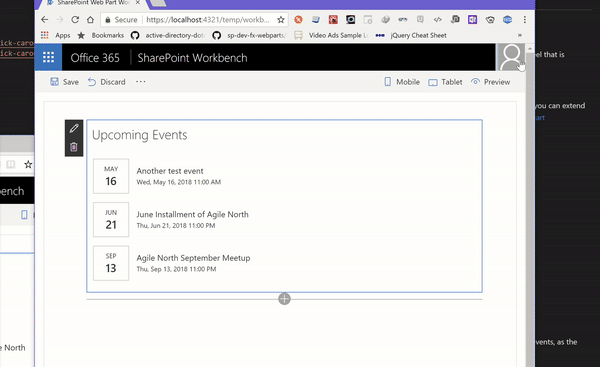 SharePoint Web Part Wor
Secure | https://localhost:4321/temp/workb
Apps
Bookmarks
active-directory-dot
sp-dev-fx-webpart
Video Ads Sample
jQuery Cheat Sheet
ick-carou
ick-carou
el that is
Office 365
SharePoint Workbench
Save
Discard
...
Mobile
Tablet
Preview
you can extend
art
Upcoming Events
MAY
16
Another test event
Wed, May 16, 2018 11:00 AM
JUN
21
June Installment of Agile North
Thu, Jun 21, 2018 11:00 PM
SEP
13
Agile North September Meetup
Thu, Sep 13, 2018 11:00 PM
ench
e North
vents, as the